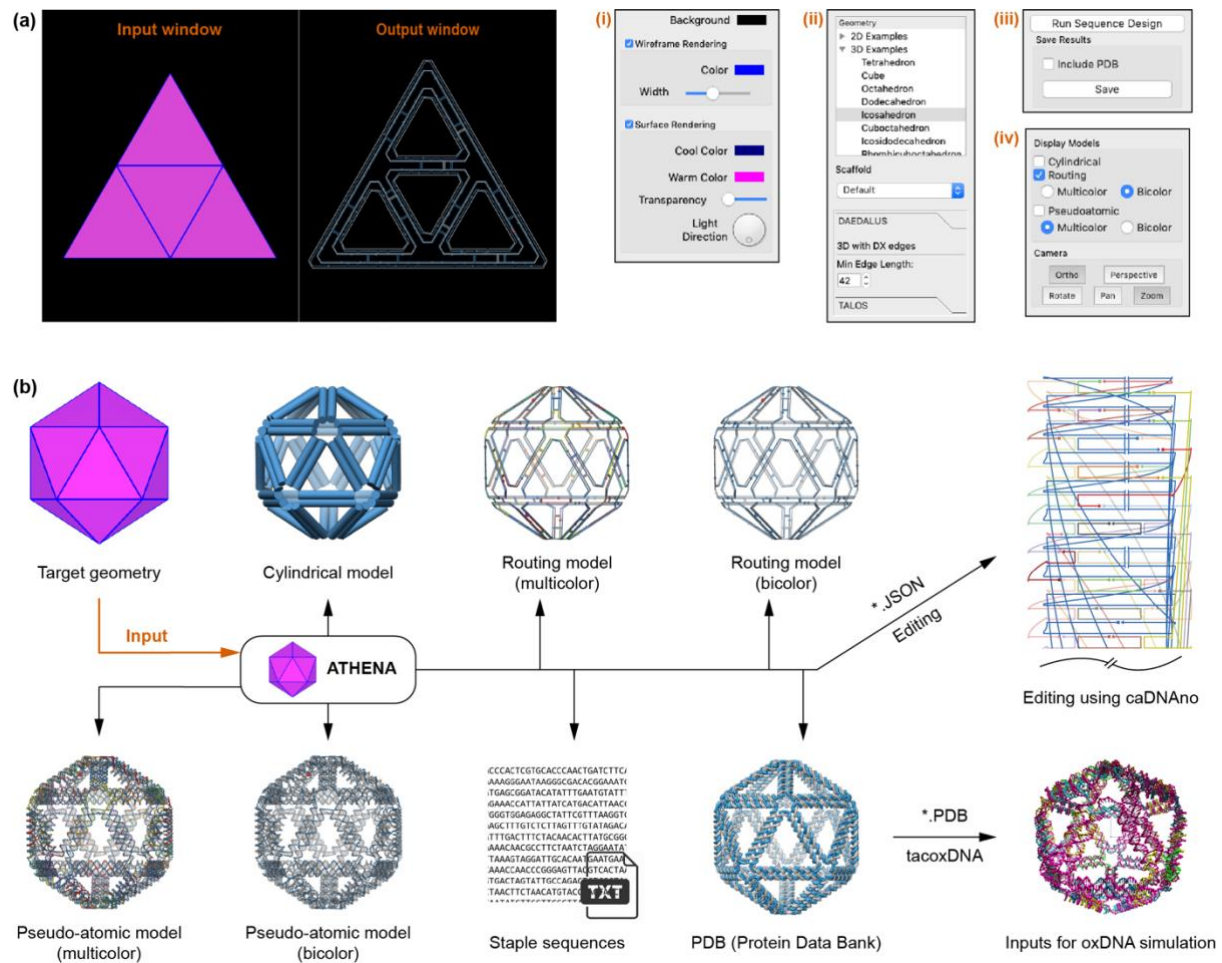 (a)
Input window
Output window
(i)
Background
Wireframe Rendering
Color
Width
Surface Rendering
Cool Color
Warm Color
Transparency
Light
Direction
(ii)
Geometry
2D Examples
3D Examples
Tetrahedron
Cube
Octahedron
Dodecahedron
Icosahedron
Cuboctahedron
Icosidodecahedron
Rhombicuboctahedron
Scaffold
Default
DAEDALUS
3D with DX edges
Min Edge Length:
42
TALOS
(iii)
Run Sequence Design
Save Results
Include PDB
Save
(iv)
Display Models
Cylindrical
Routing
Multicolor Bicolor
Pseudoatomic
Multicolor Bicolor
Camera
Ortho Perspective
Rotate Pan Zoom
(b)
Target geometry
Cylindrical model
Routing model
(multicolor)
Routing model
(bicolor)
*.JSON
Editing
Editing using caDNAno
Input
ATHENA
Pseudo-atomic model
(multicolor)
Pseudo-atomic model
(bicolor)
TXT
Staple sequences
PDB (Protein Data Bank)
*.PDB
tacoxDNA
Inputs for oxDNA simulation